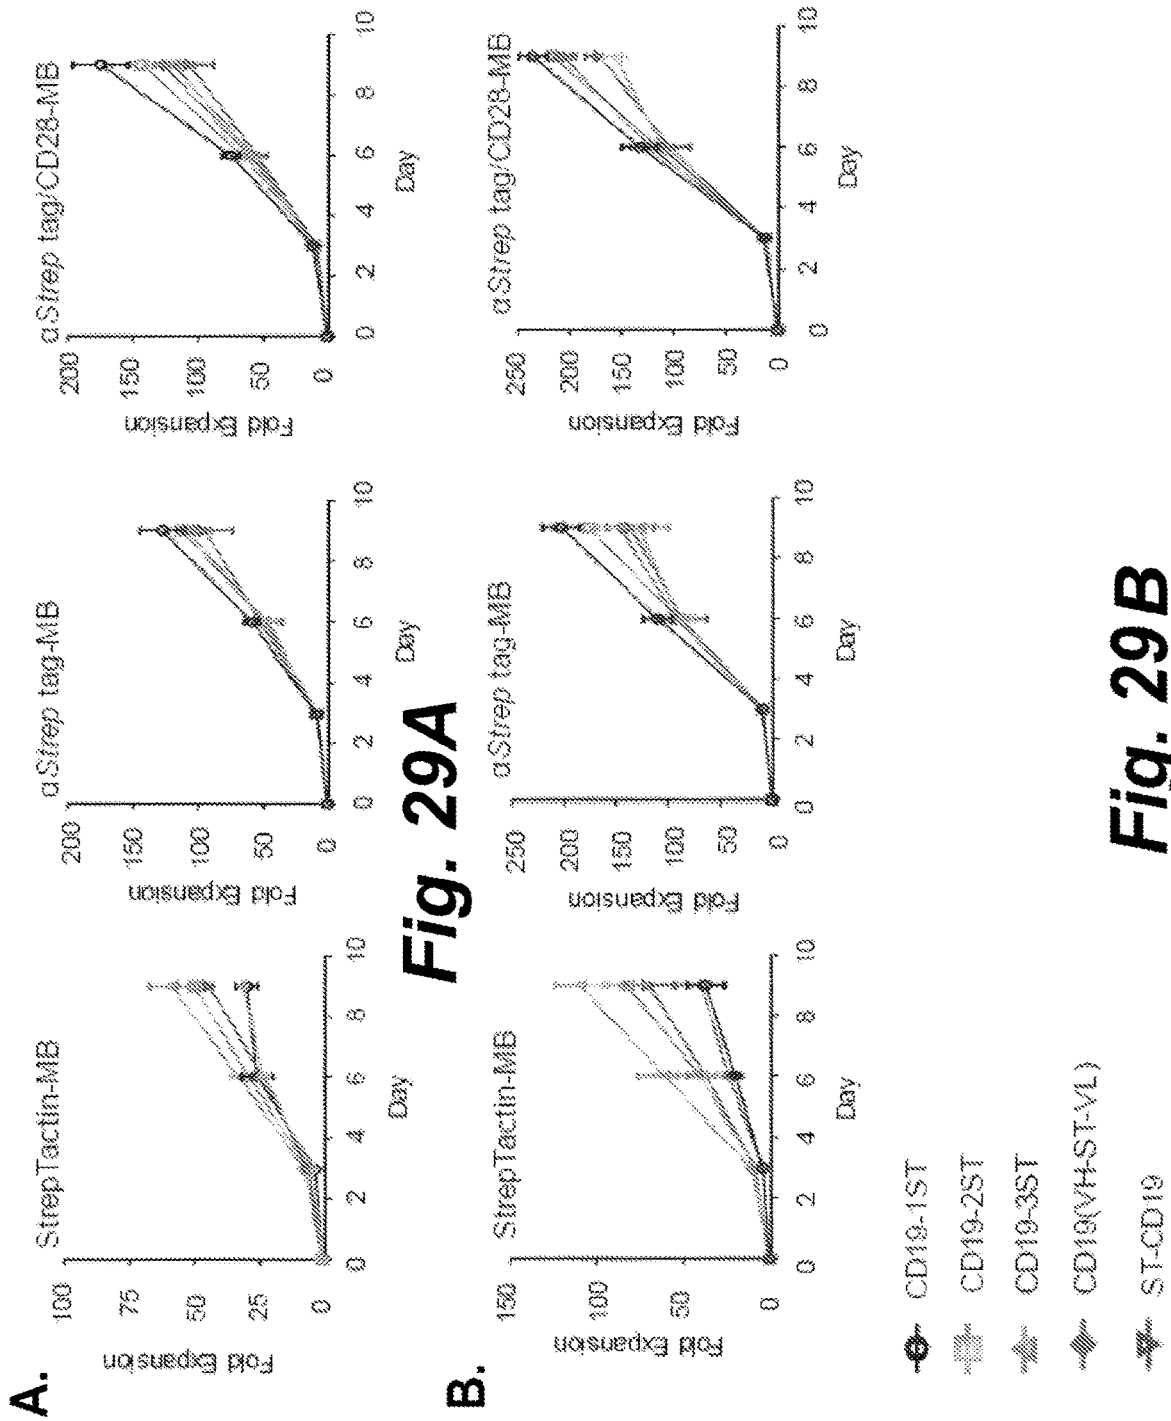 A.
StrepTactin-MB
Fold Expansion
100
75
50
25
0
0 2 4 6 8 10
Day
αStrep tag-MB
Fold Expansion
200
150
100
50
0
0 2 4 6 8 10
Day
αStrep tag/CD28-MB
Fold Expansion
200
150
100
50
0
0 2 4 6 8 10
Day
Fig. 29A
B.
StrepTactin-MB
Fold Expansion
150
100
50
0
0 2 4 6 8 10
Day
αStrep tag-MB
Fold Expansion
250
200
150
100
50
0
0 2 4 6 8 10
Day
αStrep tag/CD28-MB
Fold Expansion
250
200
150
100
50
0
0 2 4 6 8 10
Day
CD19-1ST
CD19-2ST
CD19-3ST
CD19(VH-ST-VL)
ST-CD19
Fig. 29B